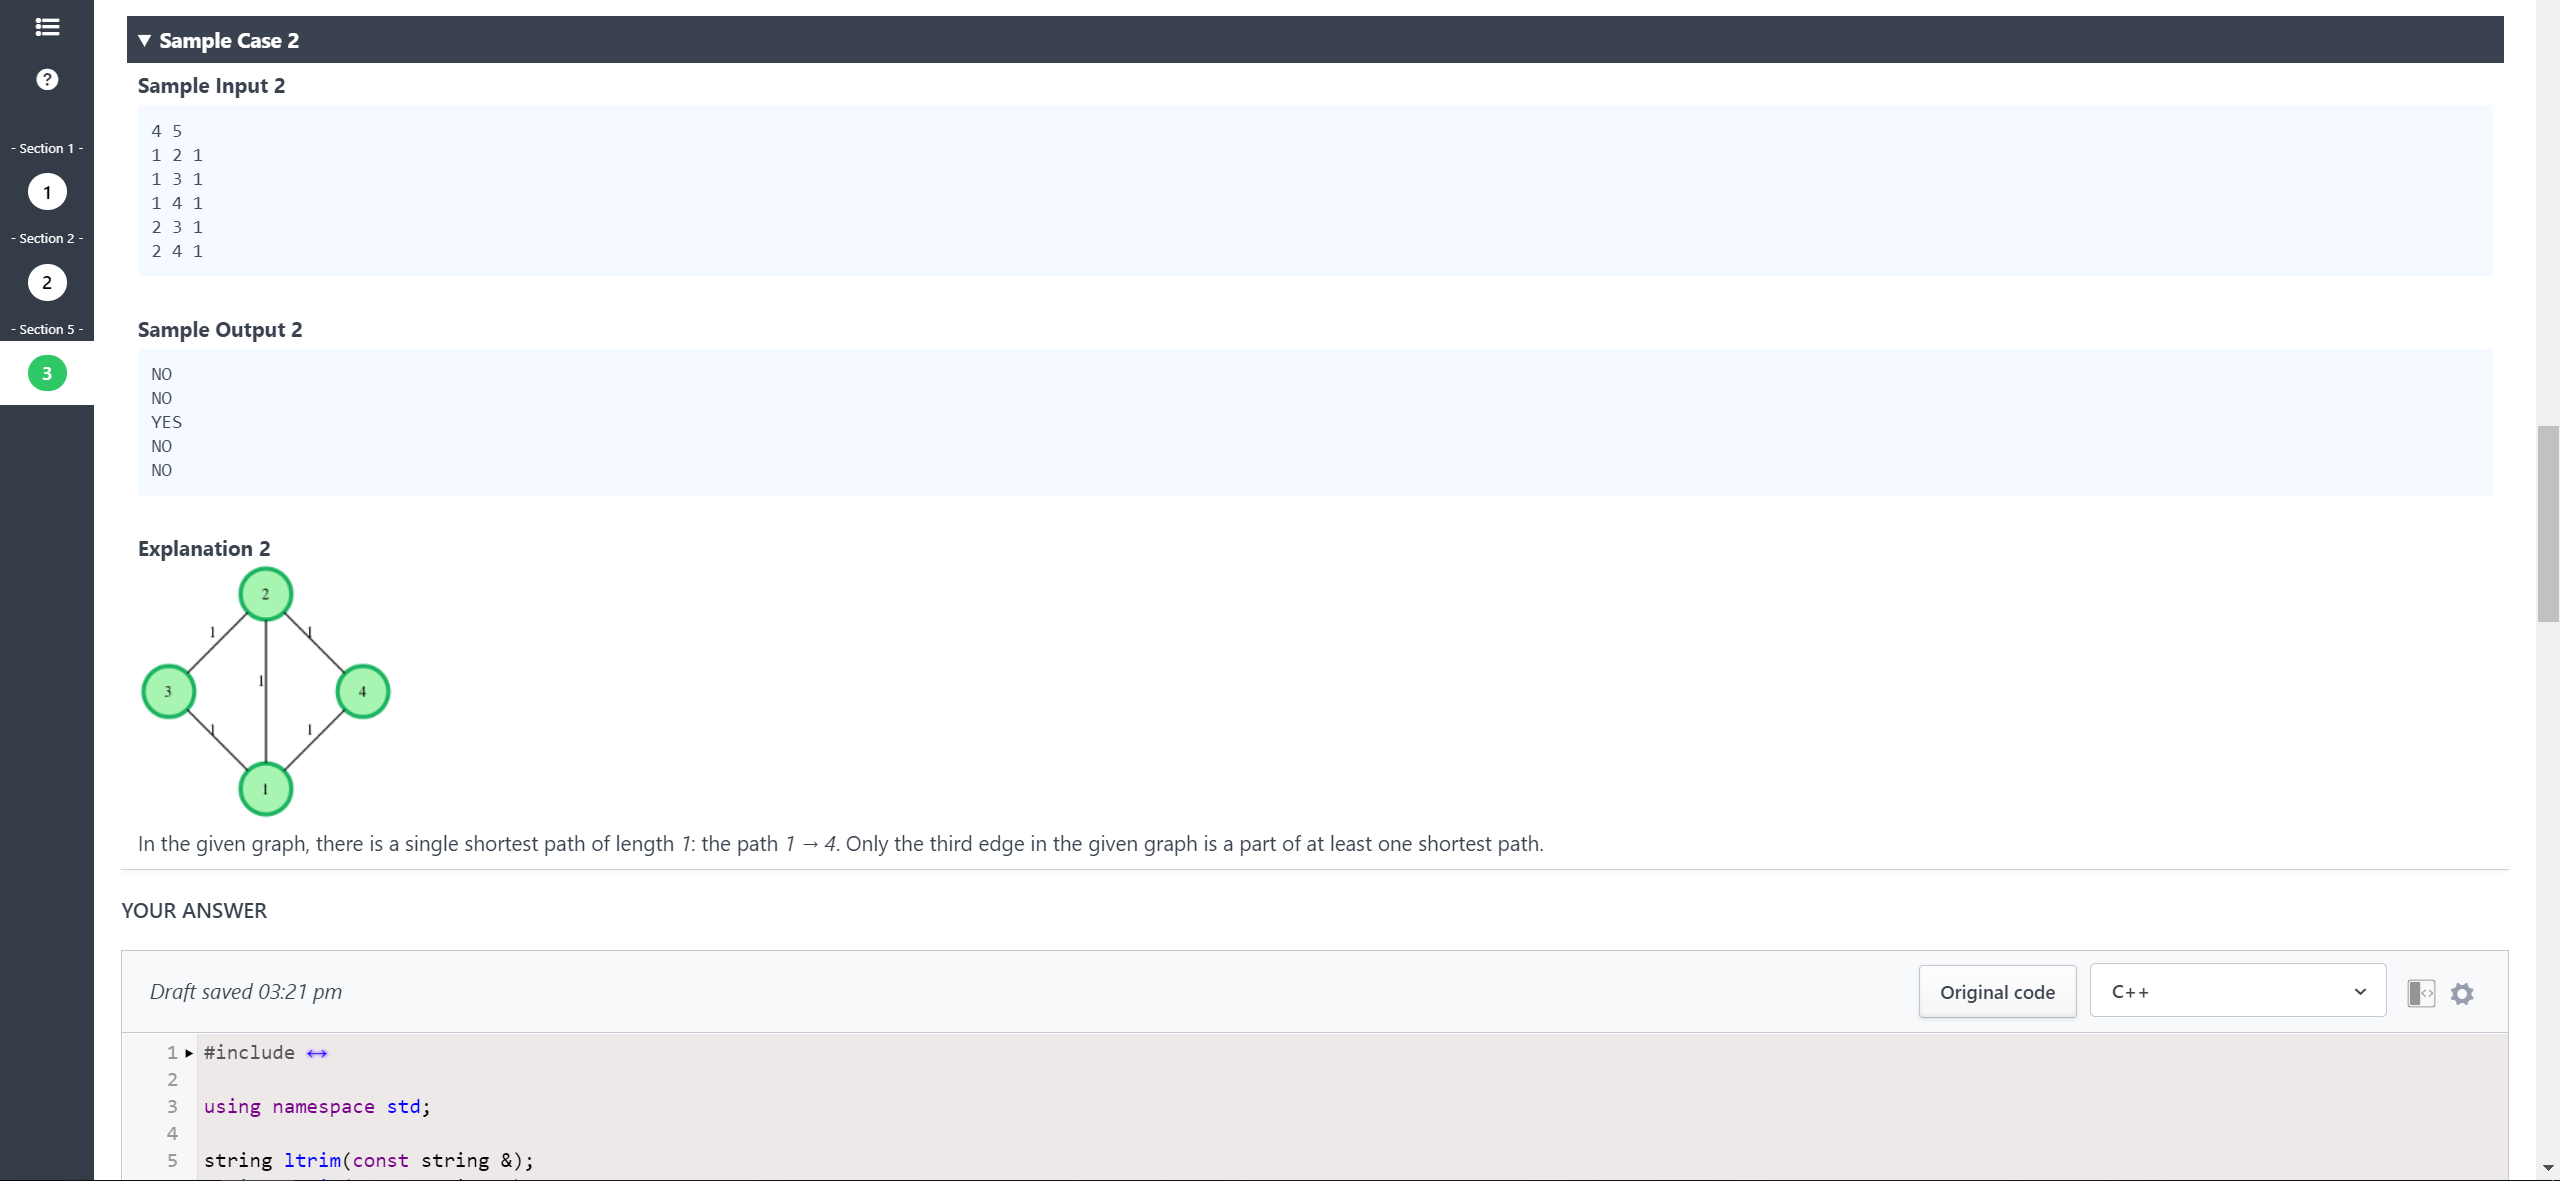 ▼ Sample Case 2
Sample Input 2
4 5
1 2 1
1 3 1
1 4 1
2 3 1
2 4 1
Sample Output 2
NO
NO
YES
NO
NO
Explanation 2
2
1 1
3 1 4
1 1
1
In the given graph, there is a single shortest path of length 1: the path 1 → 4. Only the third edge in the given graph is a part of at least one shortest path.
YOUR ANSWER
Draft saved 03:21 pm
Original code
C++
1 #include ↔
2
3 using namespace std;
4
5 string ltrim(const string &);
?
- Section 1 -
1
- Section 2 -
2
- Section 5 -
3